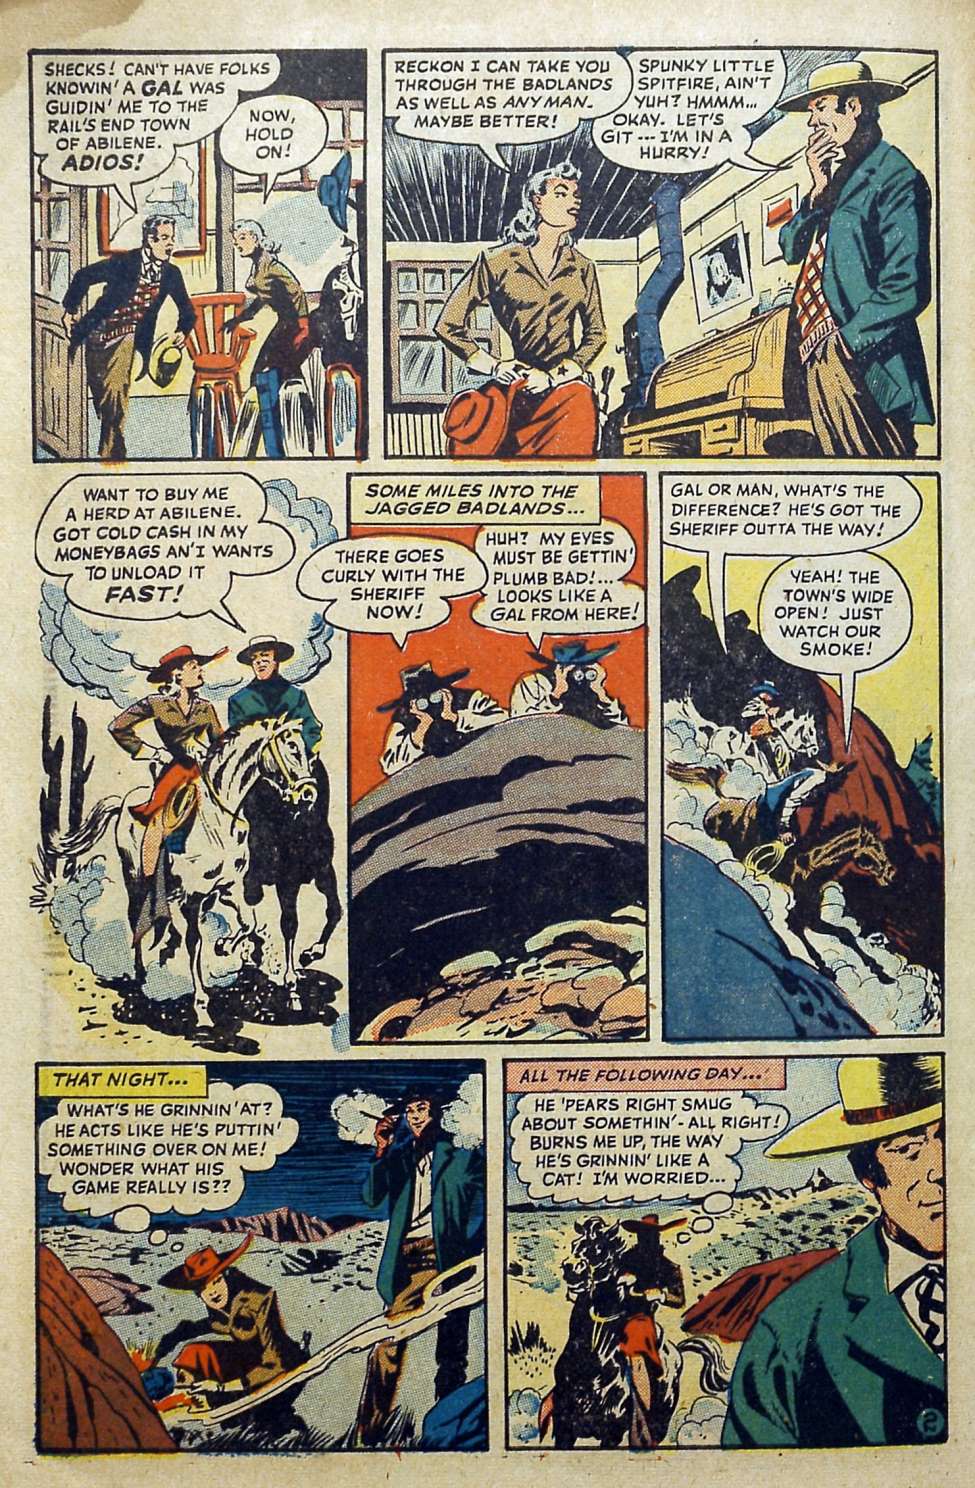 SHECKS! CAN'T HAVE FOLKS
KNOWIN' A GAL WAS
GUIDIN' ME TO THE
RAIL'S END TOWN
OF ABILENE.
ADIOS!
NOW,
HOLD
ON!
RECKON I CAN TAKE YOU
THROUGH THE BADLANDS
AS WELL AS ANY MAN.
MAYBE BETTER!
SPUNKY LITTLE
SPITFIRE, AIN'T
YUH? HMMM...
OKAY. LET'S
GIT --- I'M IN A
HURRY!
WANT TO BUY ME
A HERD AT ABILENE.
GOT COLD CASH IN MY
MONEYBAGS AN' I WANTS
TO UNLOAD IT
FAST!
SOME MILES INTO THE
JAGGED BADLANDS...
THERE GOES
CURLY WITH THE
SHERIFF
NOW!
HUH? MY EYES
MUST BE GETTIN'
PLUMB BAD!...
LOOKS LIKE A
GAL FROM HERE!
GAL OR MAN, WHAT'S THE
DIFFERENCE? HE'S GOT THE
SHERIFF OUTTA THE WAY!
YEAH! THE
TOWN'S WIDE
OPEN! JUST
WATCH OUR
SMOKE!
THAT NIGHT...
WHAT'S HE GRINNIN' AT?
HE ACTS LIKE HE'S PUTTIN'
SOMETHING OVER ON ME!
WONDER WHAT HIS
GAME REALLY IS??
ALL THE FOLLOWING DAY...
HE 'PEARS RIGHT SMUG
ABOUT SOMETHIN'- ALL RIGHT!
BURNS ME UP, THE WAY
HE'S GRINNIN' LIKE A
CAT! I'M WORRIED...
2